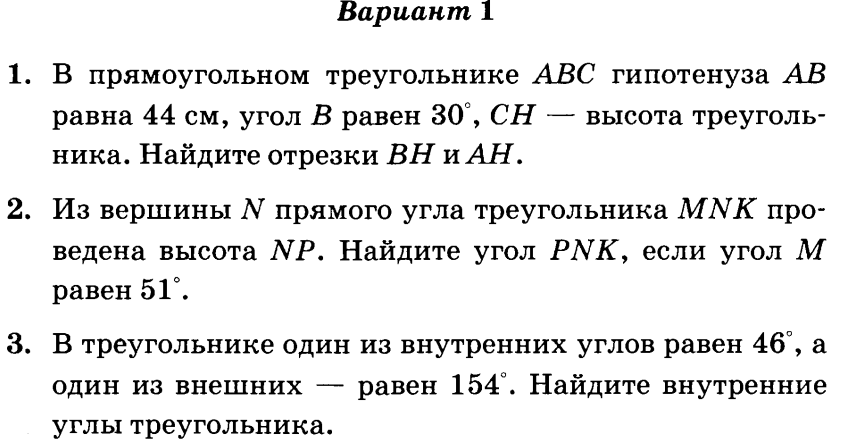 Вариант 1
1. В прямоугольном треугольнике ABC гипотенуза AB
равна 44 см, угол B равен 30°, CH — высота треуголь-
ника. Найдите отрезки BH и AH.
2. Из вершины N прямого угла треугольника MNK про-
ведена высота NP. Найдите угол PNK, если угол M
равен 51°.
3. В треугольнике один из внутренних углов равен 46°, а
один из внешних — равен 154°. Найдите внутренние
углы треугольника.